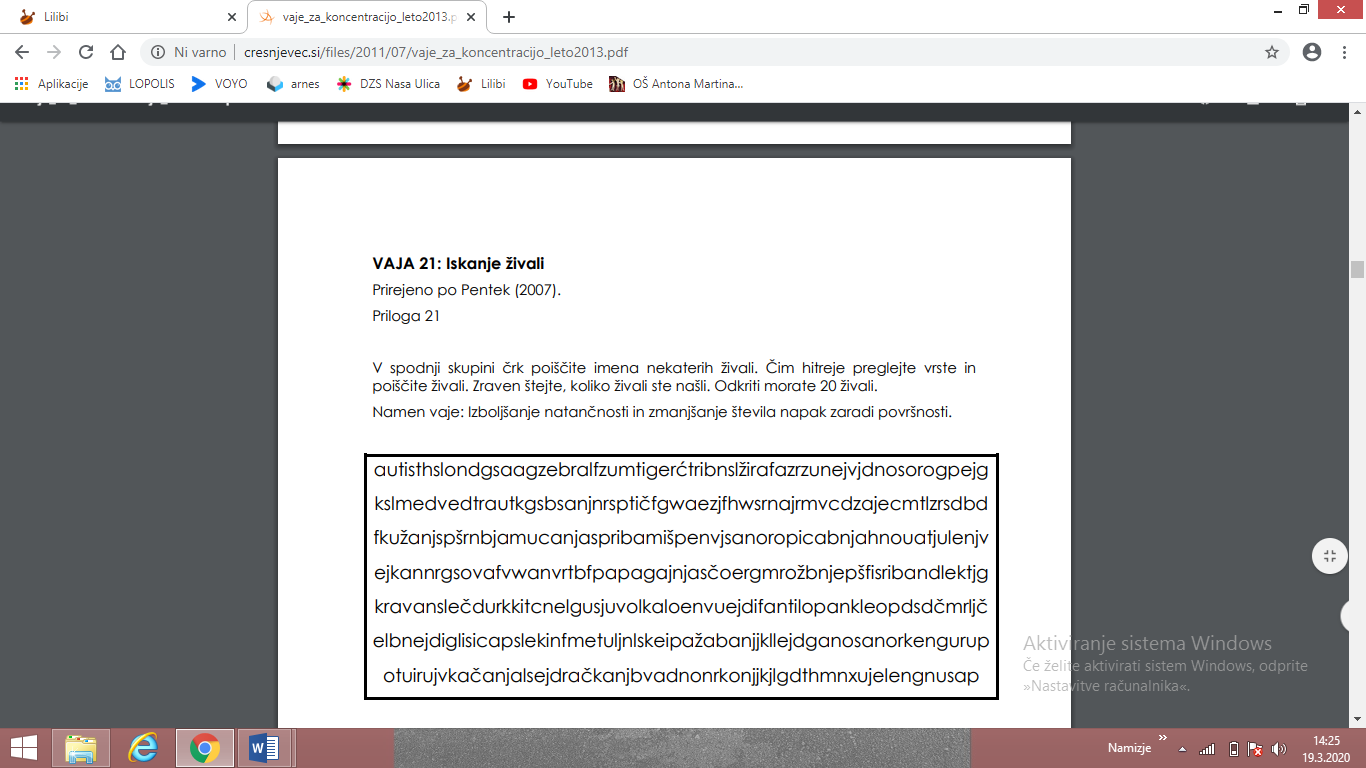 Lilibi
vaje_za_koncentracijo_leto2013.p
Ni varno
cresnjevec.si/files/2011/07/vaje_za_koncentracijo_leto2013.pdf
Aplikacije LOPOLIS VOYO arnes DZS Nasa Ulica Lilibi YouTube OŠ Antona Martina...
VAJA 21: Iskanje živali
Prirejeno po Pentek (2007).
Priloga 21
V spodnji skupini črk poiščite imena nekaterih živali. Čim hitreje preglejte vrste in
poiščite živali. Zraven štejte, koliko živali ste našli. Odkriti morate 20 živali.
Namen vaje: Izboljšanje natančnosti in zmanjšanje števila napak zaradi površnosti.
autisthslondgsaagzebralfzumtigerćtribnslžirafazrzunejvjdnosorogpejg
kslmedvedtrautkgsbsanjnrsptičfgwaezjfhwsrnajrmvcdzajecmtlzrsdbd
fkužanjspšrnbjamucanjaspribamišpenvjsanoropicabnjahnouatjulenjv
ejkannrgsovafvwanvrtbfpapagajnjasčoergmrožbnjepšfisribandlektjg
kravanslečdurkkitcnelgusjuvolkaloenvuejdifantilopankleopdsdčmrljč
elbnejdiglisicapslekinfmetuljnlskeipažabanjjkllejdganosanorkengurup
otuirujvkačanjalsejdračkanjbvadnonrkonjjkjlgdthmnxujelengnusap
Aktiviranje sistema Windows
Če želite aktivirati sistem Windows, odprite
»Nastavitve računalnika«.
Namizje
14:25
19.3.2020